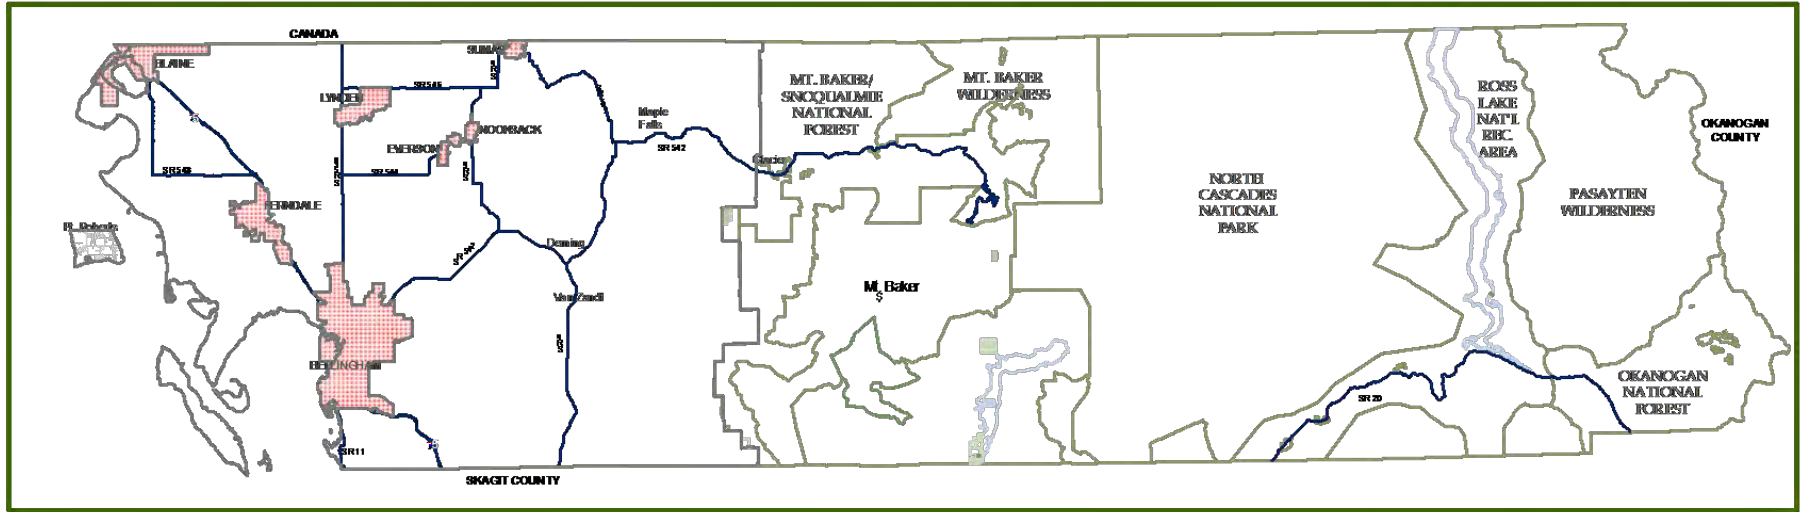 CANADA
BLAINE
SUMAS
SR 546
LYNDEN
NOOKSACK
EVERSON
SR 548
SR 544
FERNDALE
Pt. Roberts
Maple
Falls
SR 542
Glacier
Deming
Van Zandt
BELLINGHAM
SR11
SKAGIT COUNTY
MT. BAKER/
SNOQUALMIE
NATIONAL
FOREST
MT. BAKER
WILDERNESS
Mt. Baker
NORTH
CASCADES
NATIONAL
PARK
ROSS
LAKE
NAT'L
REC.
AREA
PASAYTEN
WILDERNESS
OKANOGAN
COUNTY
OKANOGAN
NATIONAL
FOREST
SR 20